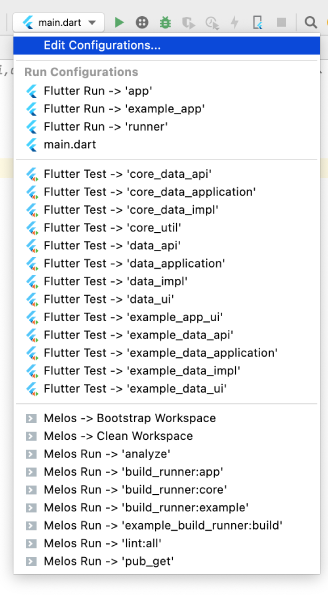 main.dart
Edit Configurations...
Run Configurations
Flutter Run -> 'app'
Flutter Run -> 'example_app'
Flutter Run -> 'runner'
main.dart
Flutter Test -> 'core_data_api'
Flutter Test -> 'core_data_application'
Flutter Test -> 'core_data_impl'
Flutter Test -> 'core_util'
Flutter Test -> 'data_api'
Flutter Test -> 'data_application'
Flutter Test -> 'data_impl'
Flutter Test -> 'data_ui'
Flutter Test -> 'example_app_ui'
Flutter Test -> 'example_data_api'
Flutter Test -> 'example_data_application'
Flutter Test -> 'example_data_impl'
Flutter Test -> 'example_data_ui'
Melos -> Bootstrap Workspace
Melos -> Clean Workspace
Melos Run -> 'analyze'
Melos Run -> 'build_runner:app'
Melos Run -> 'build_runner:core'
Melos Run -> 'build_runner:example'
Melos Run -> 'example_build_runner:build'
Melos Run -> 'lint:all'
Melos Run -> 'pub_get'